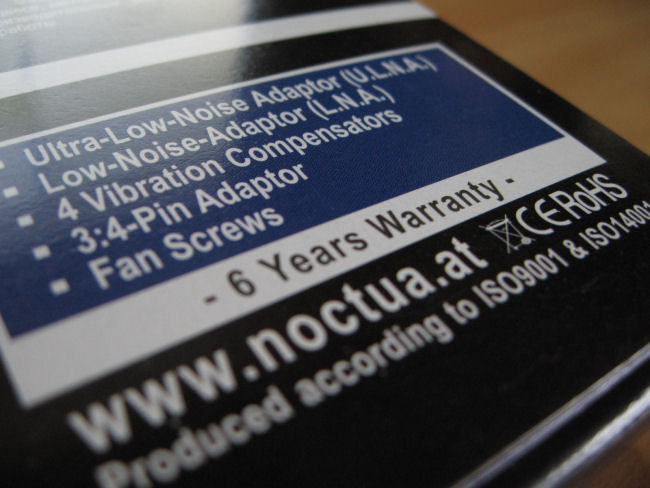 ▪ Ultra-Low-Noise Adaptor (U.L.N.A.)
▪ Low-Noise-Adaptor (L.N.A.)
▪ 4 Vibration Compensators
▪ 3:4-Pin Adaptor
▪ Fan Screws
- 6 Years Warranty -
www.noctua.at CE RoHS
Produced according to ISO9001 & ISO14001